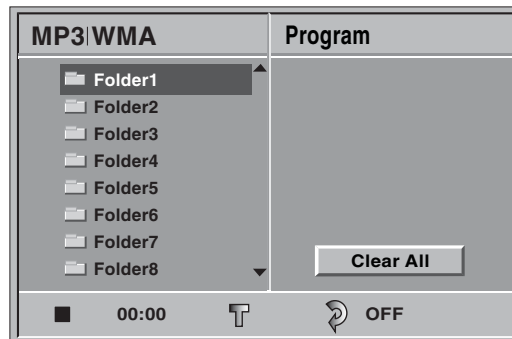 MP3 WMA
Program
Folder1
Folder2
Folder3
Folder4
Folder5
Folder6
Folder7
Folder8
Clear All
00:00
T
OFF